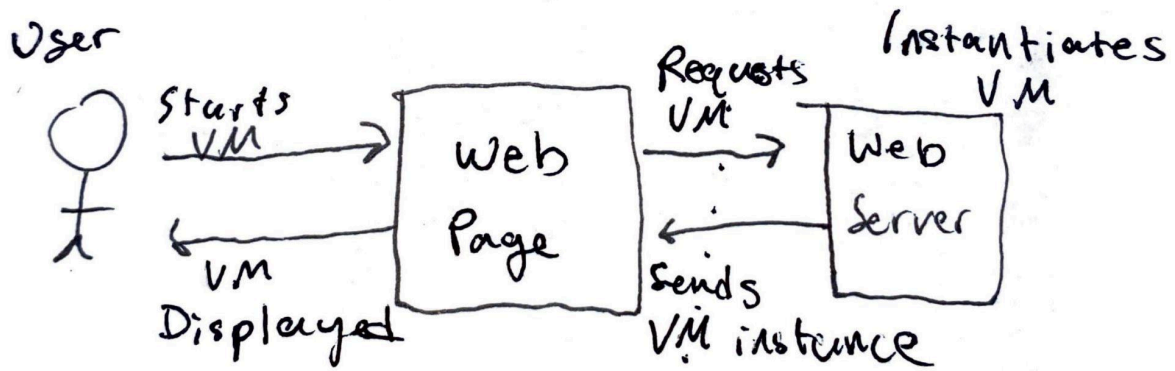 User
Starts
VM
VM
Displayed
Web
Page
Requests
VM
Sends
VM instance
Instantiates
VM
Web
Server